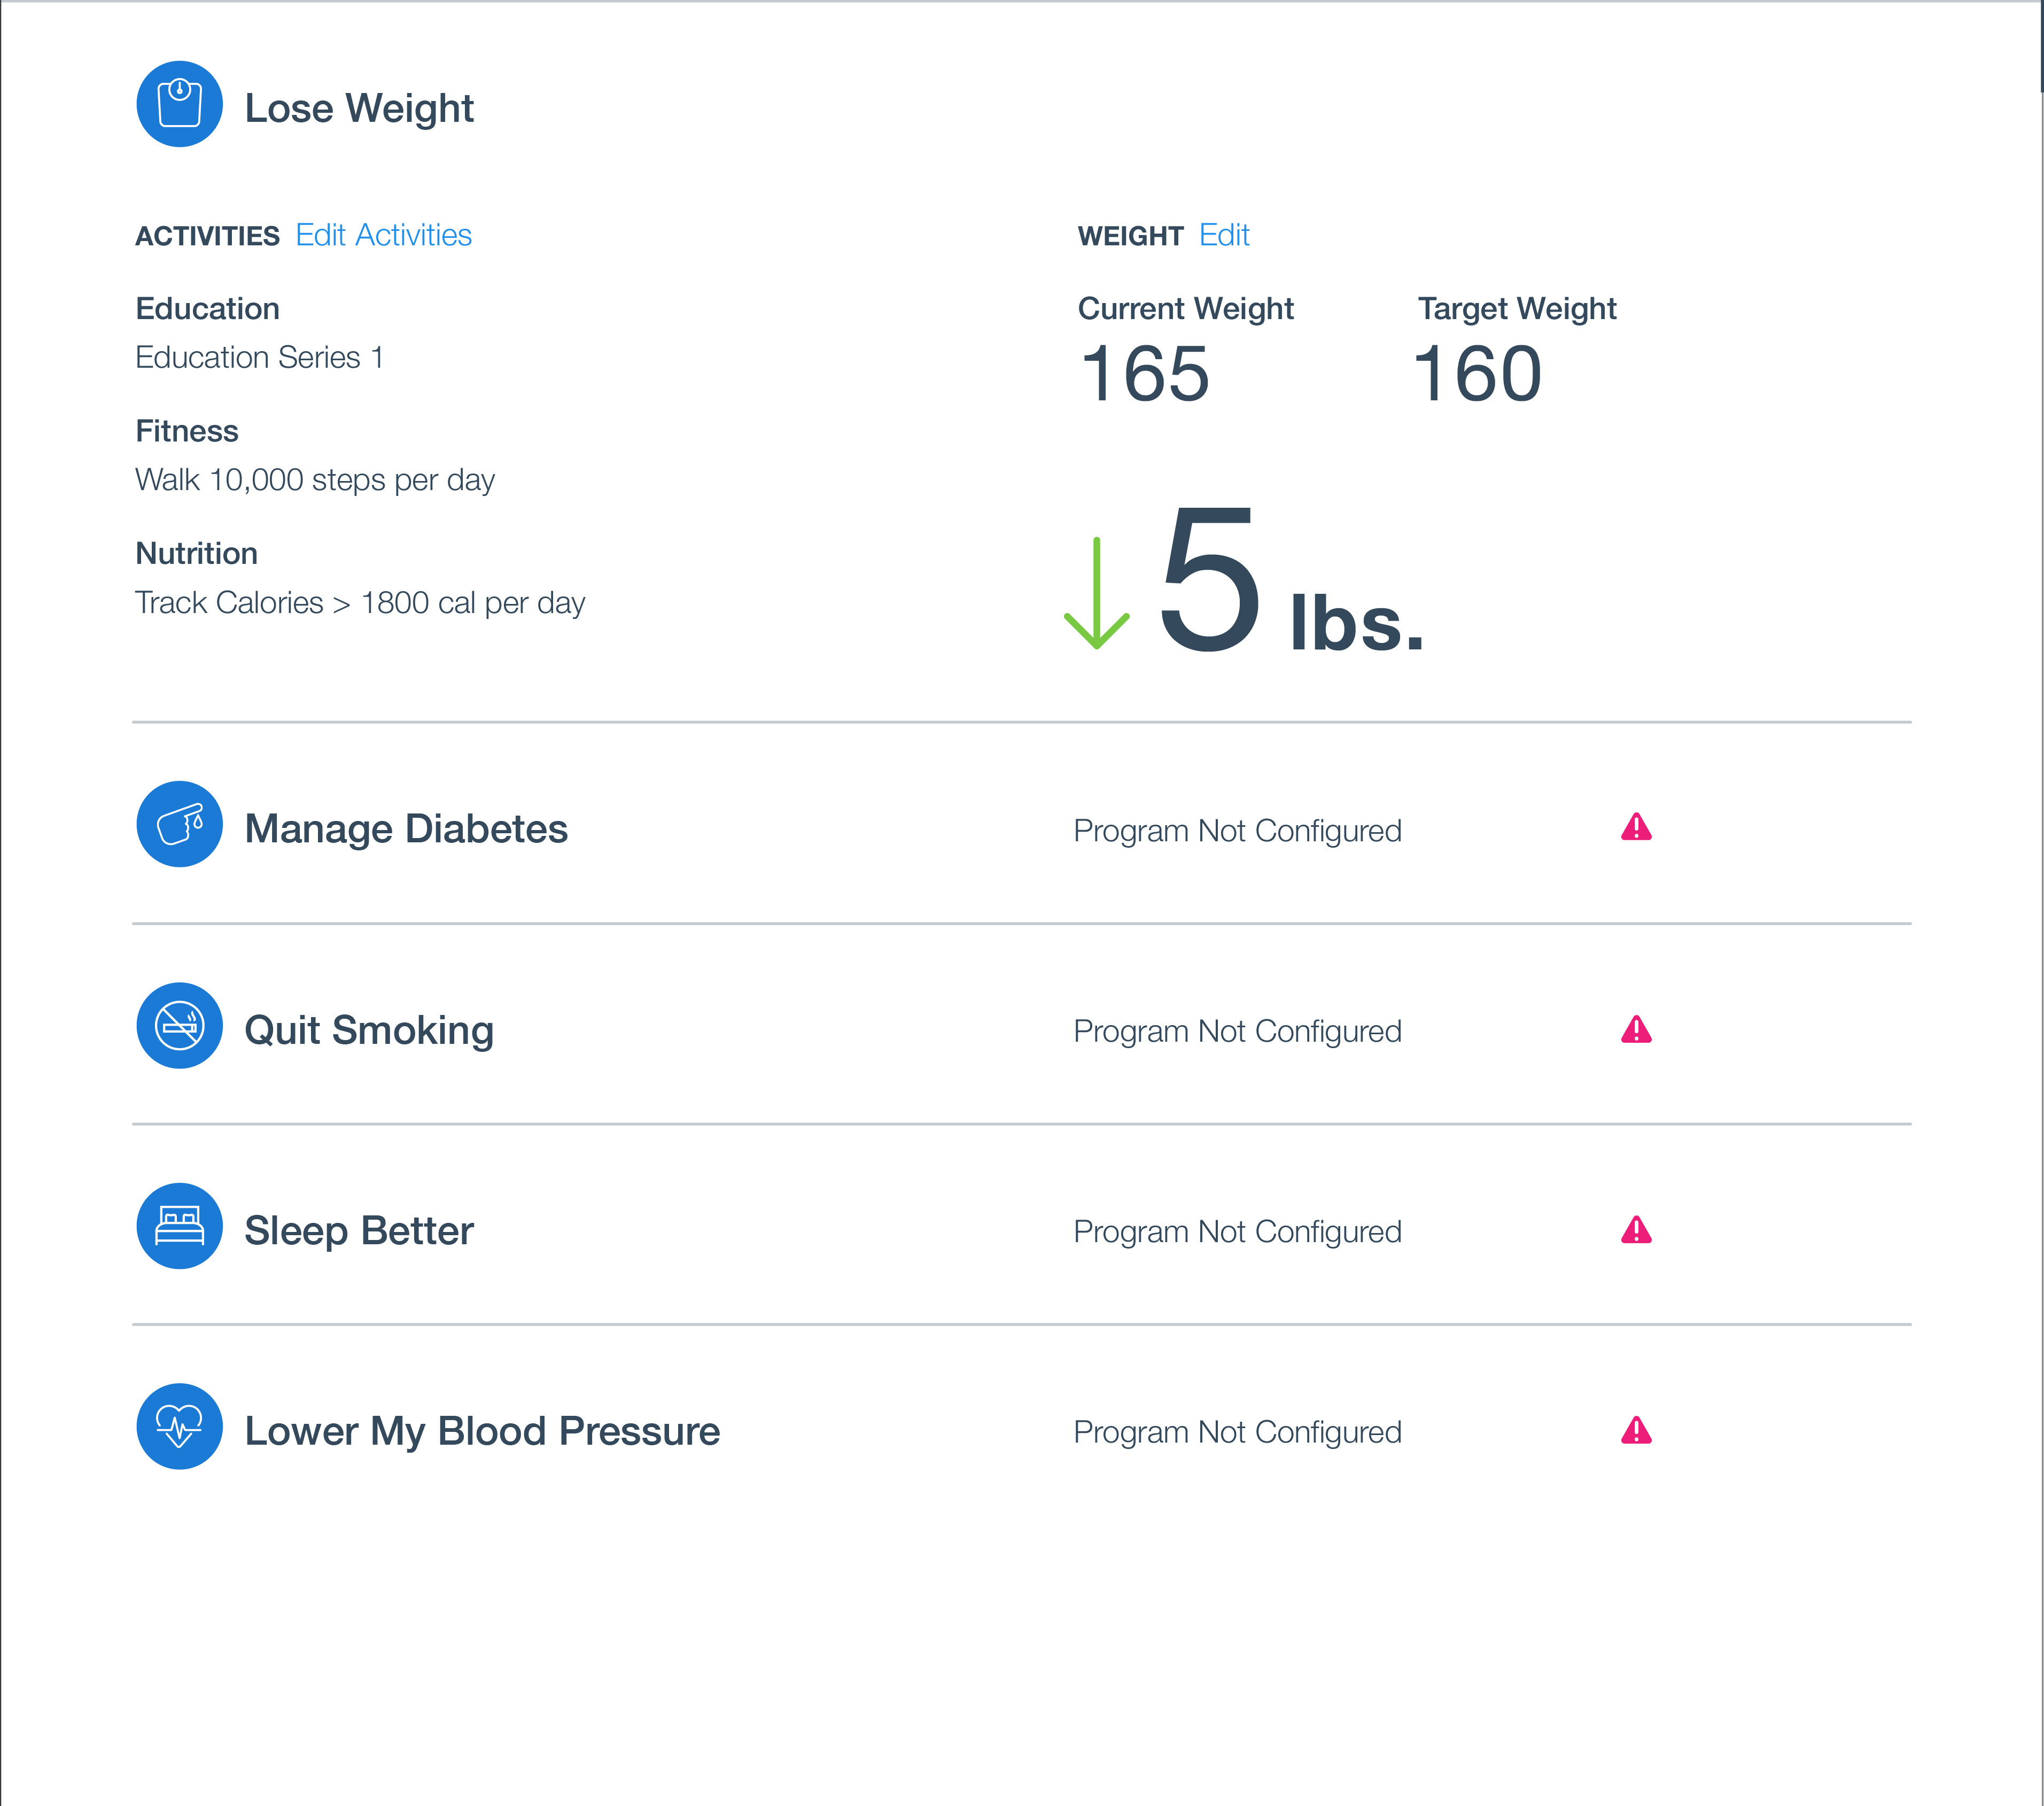 Lose Weight
ACTIVITIES Edit Activities
Education
Education Series 1
Fitness
Walk 10,000 steps per day
Nutrition
Track Calories > 1800 cal per day
WEIGHT Edit
Current Weight Target Weight
165 160
5 lbs.
Manage Diabetes Program Not Configured
Quit Smoking Program Not Configured
Sleep Better Program Not Configured
Lower My Blood Pressure Program Not Configured